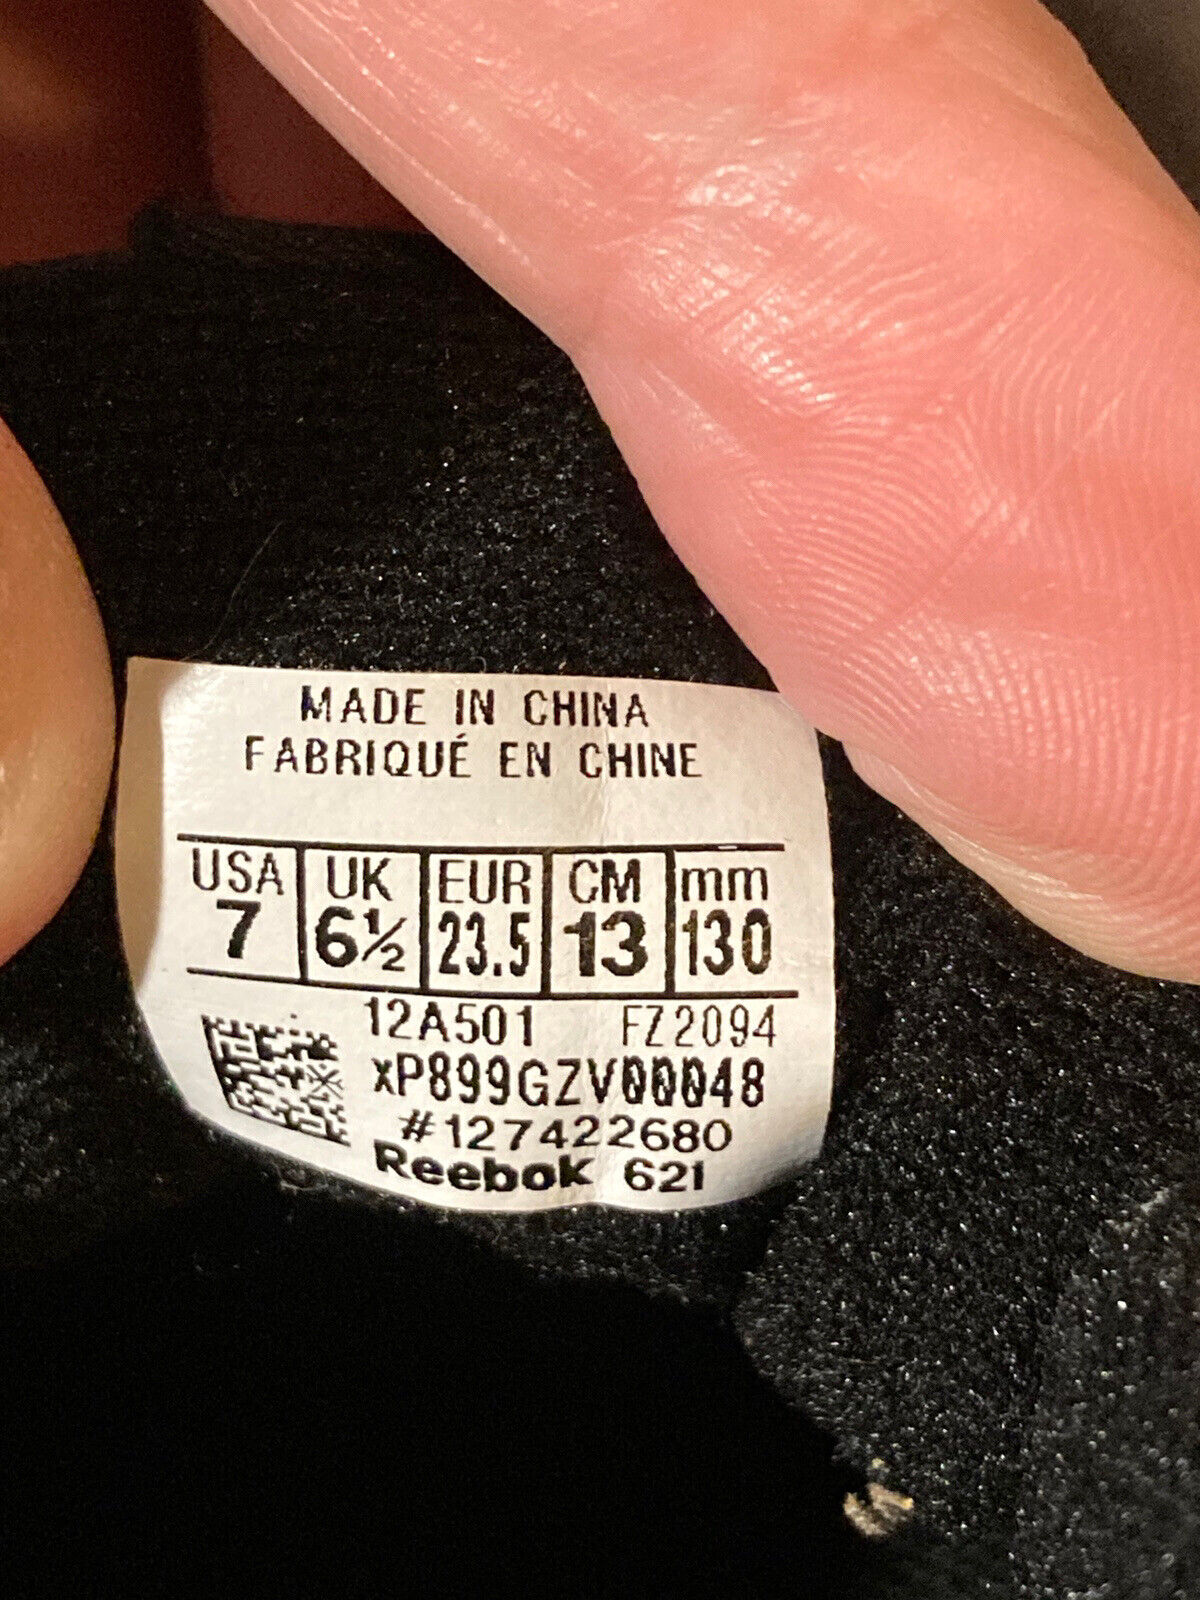 MADE IN CHINA
FABRIQUÉ EN CHINE
USA UK EUR CM mm
7 6½ 23.5 13 130
12A501 FZ2094
xP899GZV00048
#127422680
Reebok 621